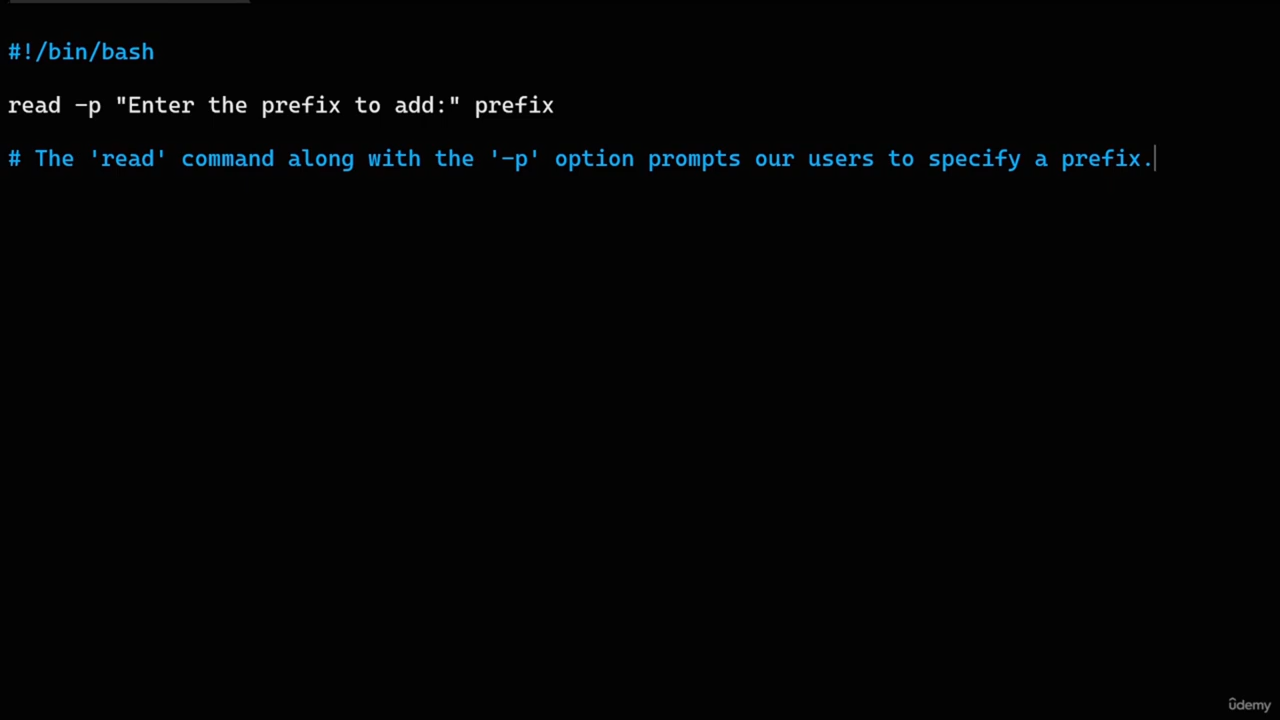 #!/bin/bash
read -p "Enter the prefix to add:" prefix
# The 'read' command along with the '-p' option prompts our users to specify a prefix.
ûdemy